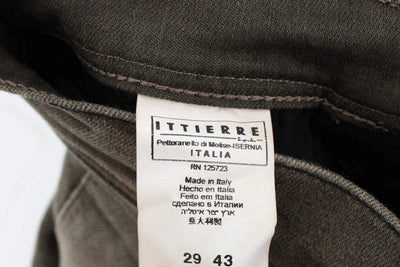 ITTIERRE
Pettoranello di Molise-ISERNIA
ITALIA
RN 125723
Made in Italy
Hecho en Italia
Feito em Itália
сделано в Италии
ארץ יצור איטליה
意大利製
29 43